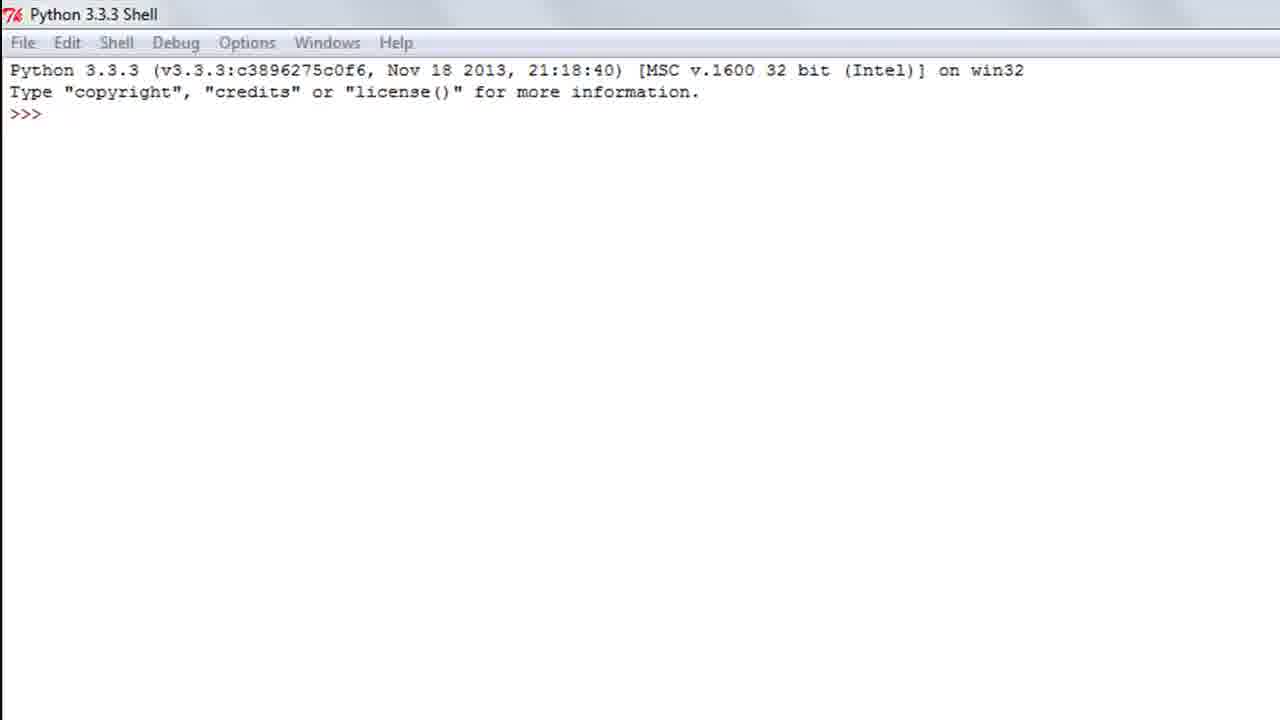 Python 3.3.3 Shell
File Edit Shell Debug Options Windows Help
Python 3.3.3 (v3.3.3:c3896275c0f6, Nov 18 2013, 21:18:40) [MSC v.1600 32 bit (Intel)] on win32
Type "copyright", "credits" or "license()" for more information.
>>>